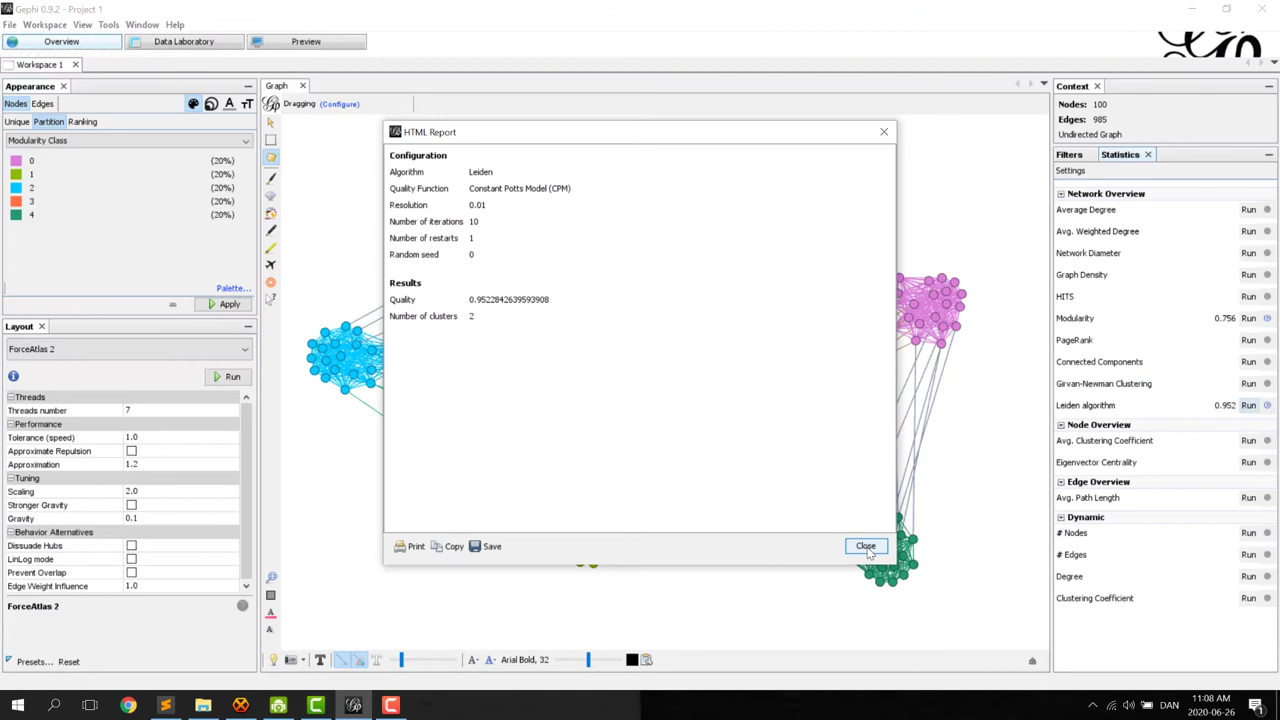 Gephi 0.9.2 - Project 1
File Workspace View Tools Window Help
Overview Data Laboratory Preview
Workspace 1
Appearance
Nodes Edges
Unique Partition Ranking
Modularity Class
0 (20%)
1 (20%)
2 (20%)
3 (20%)
4 (20%)
Palette...
Apply
Layout
ForceAtlas 2
Run
Threads
Threads number 7
Performance
Tolerance (speed) 1.0
Approximate Repulsion
Approximation 1.2
Tuning
Scaling 2.0
Stronger Gravity
Gravity 0.1
Behavior Alternatives
Dissuade Hubs
LinLog mode
Prevent Overlap
Edge Weight Influence 1.0
ForceAtlas 2
Presets... Reset
Graph
Dragging (Configure)
HTML Report
Configuration
Algorithm Leiden
Quality Function Constant Potts Model (CPM)
Resolution 0.01
Number of iterations 10
Number of restarts 1
Random seed 0
Results
Quality 0.9522842639593908
Number of clusters 2
Print Copy Save Close
Arial Bold, 32
Context
Nodes: 100
Edges: 985
Undirected Graph
Filters Statistics
Settings
Network Overview
Average Degree Run
Avg. Weighted Degree Run
Network Diameter Run
Graph Density Run
HITS Run
Modularity 0.756 Run
PageRank Run
Connected Components Run
Girvan-Newman Clustering Run
Leiden algorithm 0.952 Run
Node Overview
Avg. Clustering Coefficient Run
Eigenvector Centrality Run
Edge Overview
Avg. Path Length Run
Dynamic
# Nodes Run
# Edges Run
Degree Run
Clustering Coefficient Run
DAN
11:08 AM
2020-06-26